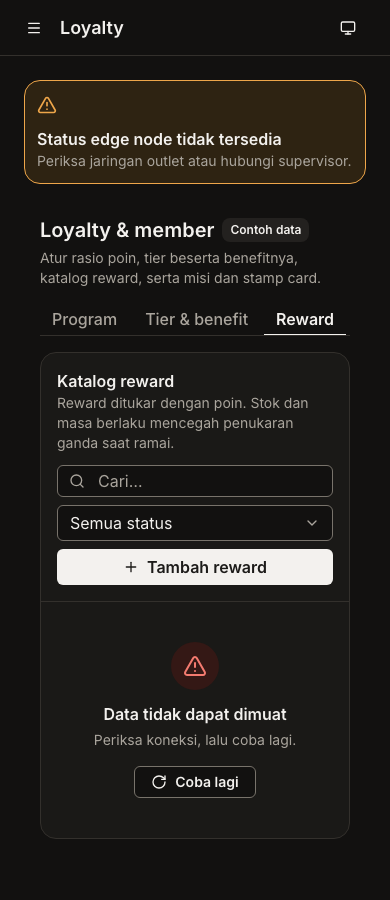 Loyalty
Status edge node tidak tersedia
Periksa jaringan outlet atau hubungi supervisor.
Loyalty & member
Contoh data
Atur rasio poin, tier beserta benefitnya,
katalog reward, serta misi dan stamp card.
Program
Tier & benefit
Reward
Katalog reward
Reward ditukar dengan poin. Stok dan
masa berlaku mencegah penukaran
ganda saat ramai.
Cari...
Semua status
Tambah reward
Data tidak dapat dimuat
Periksa koneksi, lalu coba lagi.
Coba lagi